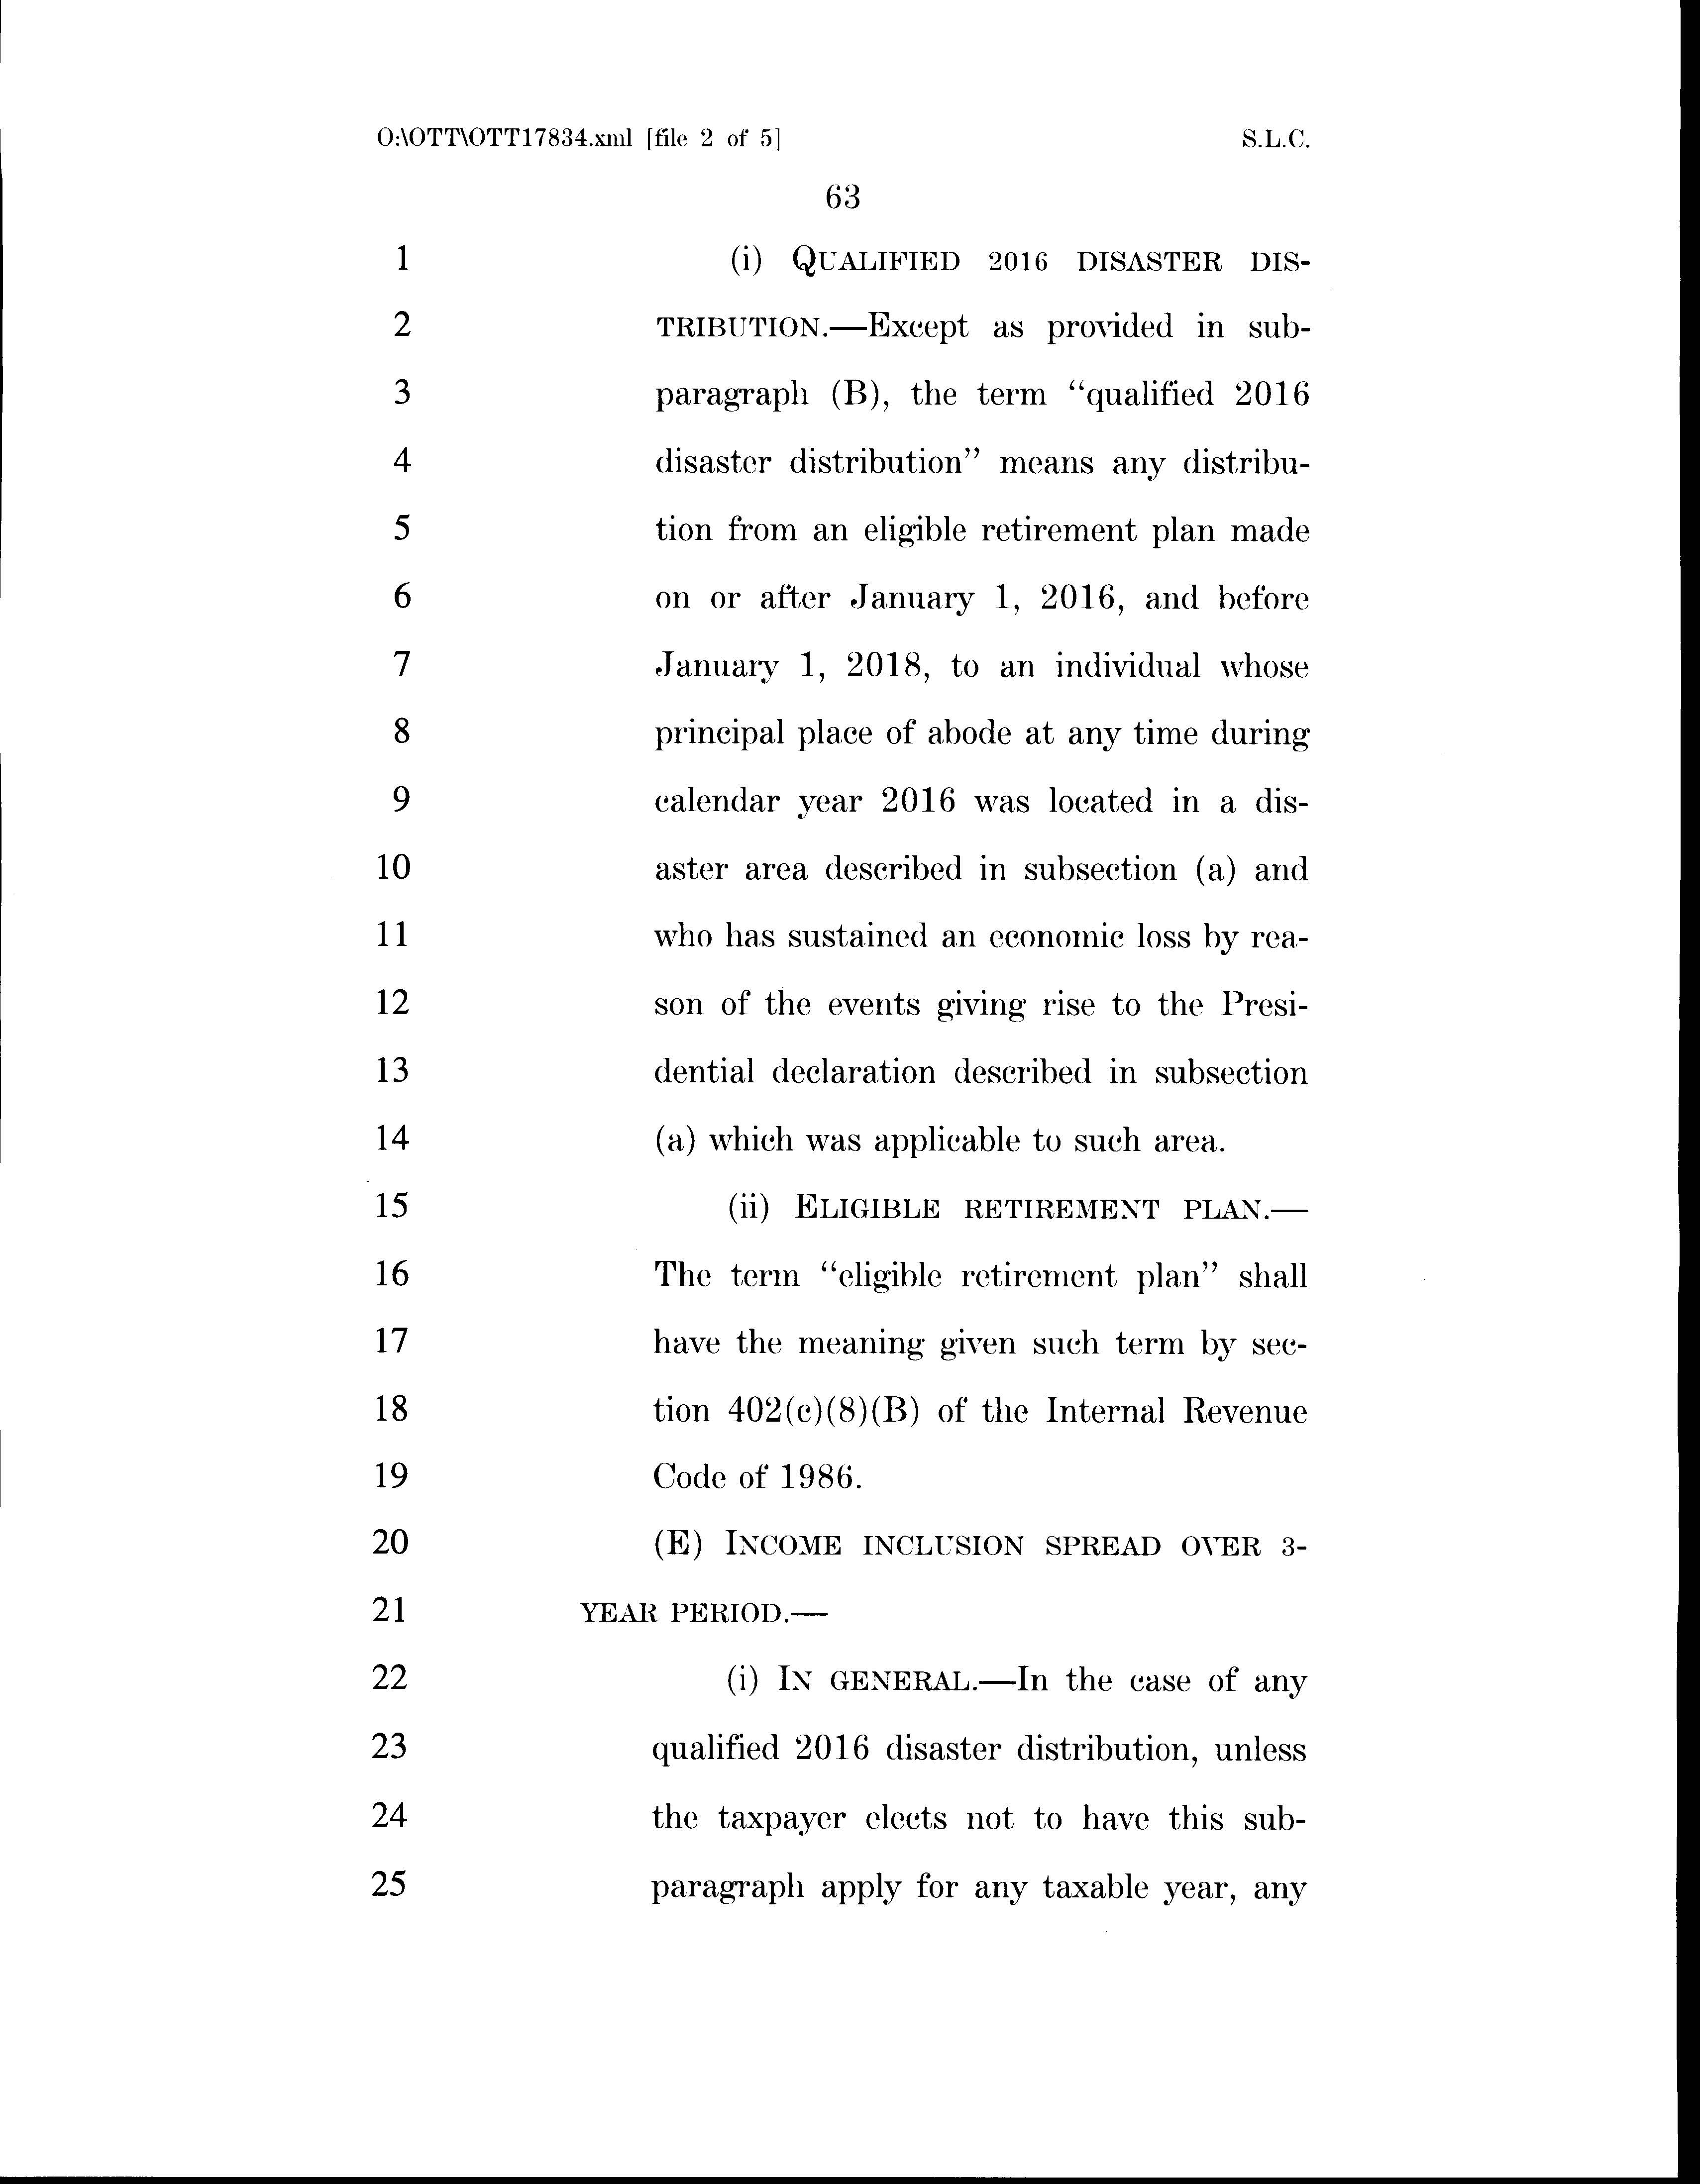 O:\OTT\OTT17834.xml [file 2 of 5] S.L.C.
63
1 (i) QUALIFIED 2016 DISASTER DIS-
2 TRIBUTION.—Except as provided in sub-
3 paragraph (B), the term “qualified 2016
4 disaster distribution” means any distribu-
5 tion from an eligible retirement plan made
6 on or after January 1, 2016, and before
7 January 1, 2018, to an individual whose
8 principal place of abode at any time during
9 calendar year 2016 was located in a dis-
10 aster area described in subsection (a) and
11 who has sustained an economic loss by rea-
12 son of the events giving rise to the Presi-
13 dential declaration described in subsection
14 (a) which was applicable to such area.
15 (ii) ELIGIBLE RETIREMENT PLAN.—
16 The term “eligible retirement plan” shall
17 have the meaning given such term by sec-
18 tion 402(c)(8)(B) of the Internal Revenue
19 Code of 1986.
20 (E) INCOME INCLUSION SPREAD OVER 3-
21 YEAR PERIOD.—
22 (i) IN GENERAL.—In the case of any
23 qualified 2016 disaster distribution, unless
24 the taxpayer elects not to have this sub-
25 paragraph apply for any taxable year, any